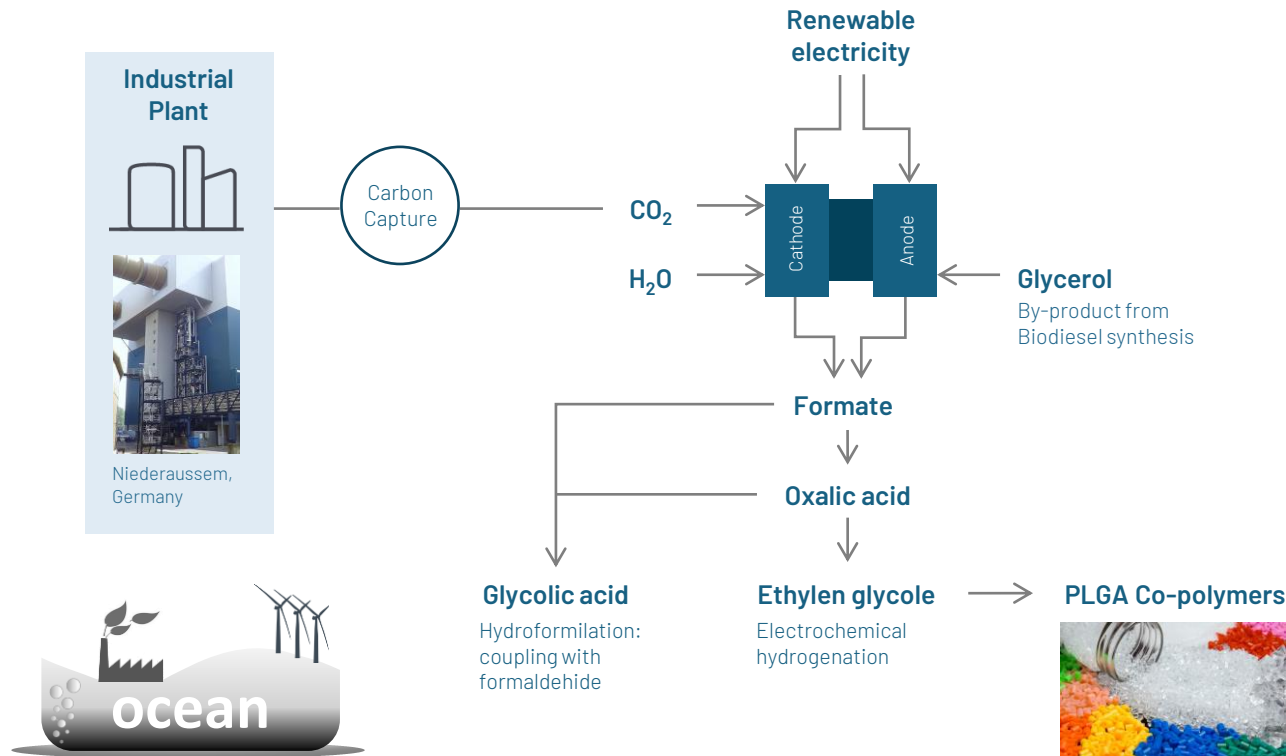 Renewable
electricity
Industrial
Plant
Carbon
Capture
CO₂
H₂O
Cathode
Anode
Glycerol
By-product from
Biodiesel synthesis
Formate
Niederaussem,
Germany
Oxalic acid
Glycolic acid
Hydroformilation:
coupling with
formaldehide
Ethylen glycole
Electrochemical
hydrogenation
PLGA Co-polymers
ocean